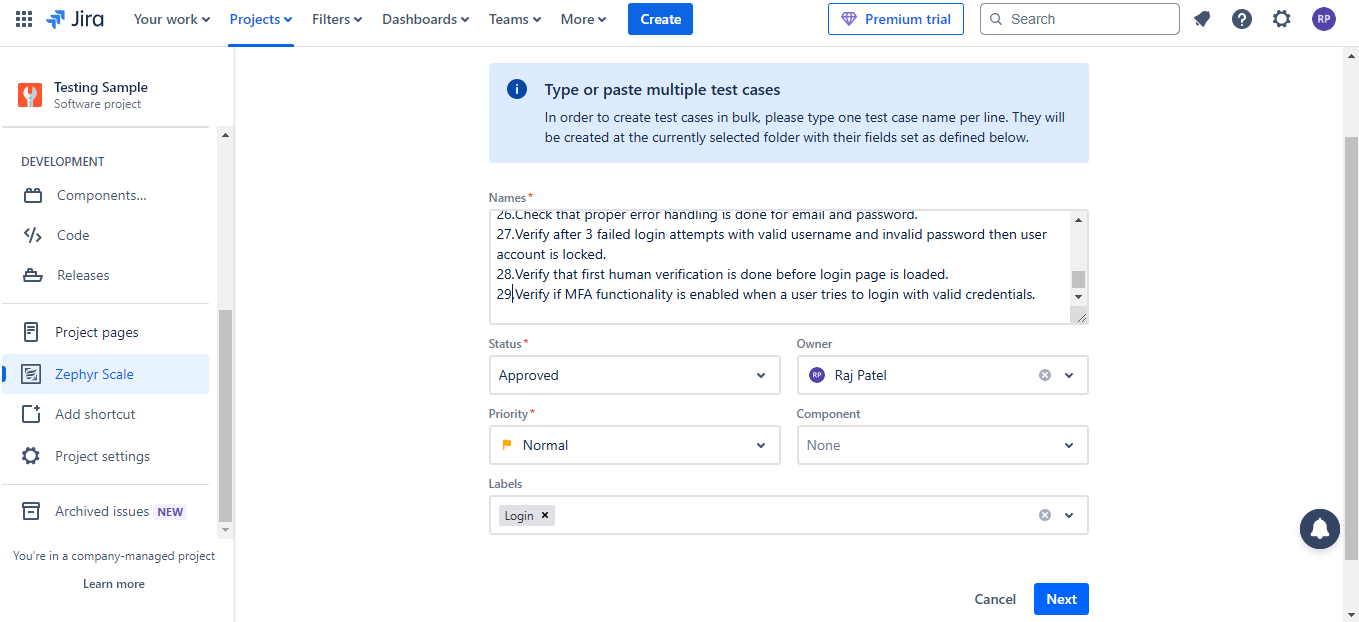 Jira Your work Projects Filters Dashboards Teams More Create Premium trial Search RP
Testing Sample
Software project
DEVELOPMENT
Components...
Code
Releases
Project pages
Zephyr Scale
Add shortcut
Project settings
Archived issues NEW
You're in a company-managed project
Learn more
Type or paste multiple test cases
In order to create test cases in bulk, please type one test case name per line. They will
be created at the currently selected folder with their fields set as defined below.
Names*
26.Check that proper error handling is done for email and password.
27.Verify after 3 failed login attempts with valid username and invalid password then user
account is locked.
28.Verify that first human verification is done before login page is loaded.
29.Verify if MFA functionality is enabled when a user tries to login with valid credentials.
Status* Owner
Approved RP Raj Patel
Priority* Component
Normal None
Labels
Login ×
Cancel Next